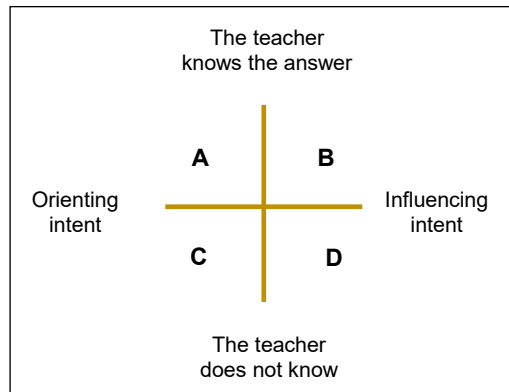 The teacher
knows the answer
A
B
Orienting
intent
Influencing
intent
C
D
The teacher
does not know